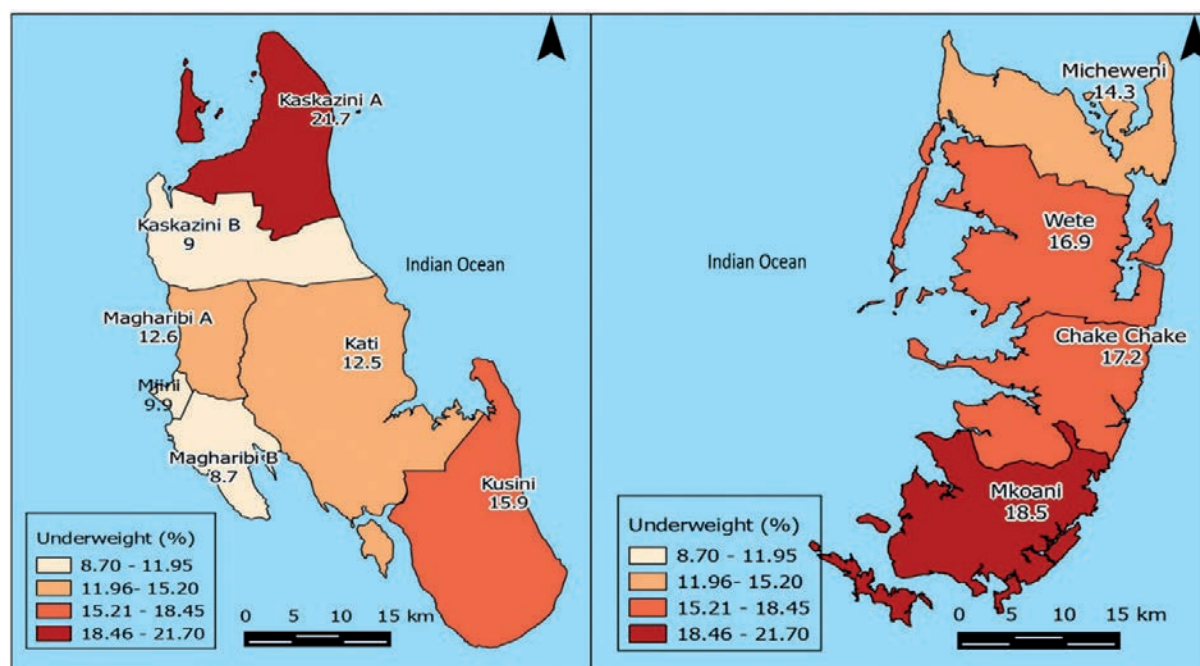 Kaskazini A
21.7
Kaskazini B
9
Indian Ocean
Magharibi A
12.6
Kati
12.5
Mjini
9.9
Magharibi B
8.7
Kusini
15.9
Underweight (%)
8.70 - 11.95
11.96- 15.20
15.21 - 18.45
18.46 - 21.70
0 5 10 15 km
Micheweni
14.3
Wete
16.9
Indian Ocean
Chake Chake
17.2
Mkoani
18.5
Underweight (%)
8.70 - 11.95
11.96- 15.20
15.21 - 18.45
18.46 - 21.70
0 5 10 15 km